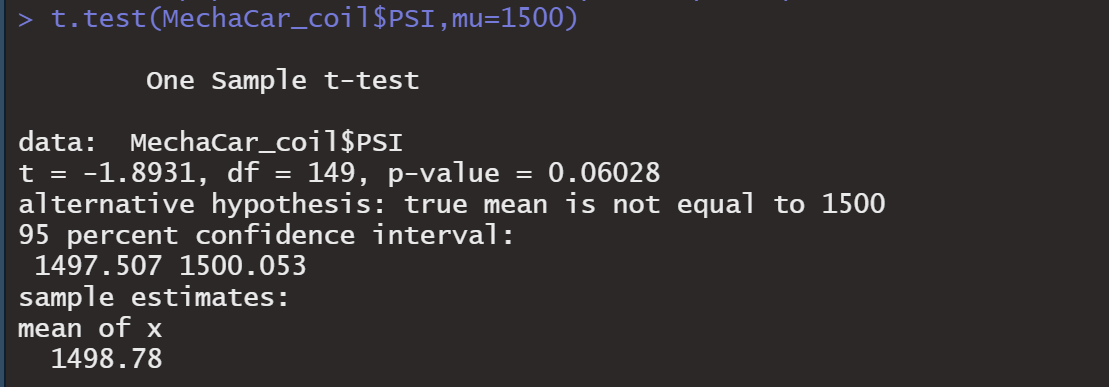 > t.test(MechaCar_coil$PSI,mu=1500)
One Sample t-test
data:  MechaCar_coil$PSI
t = -1.8931, df = 149, p-value = 0.06028
alternative hypothesis: true mean is not equal to 1500
95 percent confidence interval:
1497.507 1500.053
sample estimates:
mean of x
1498.78